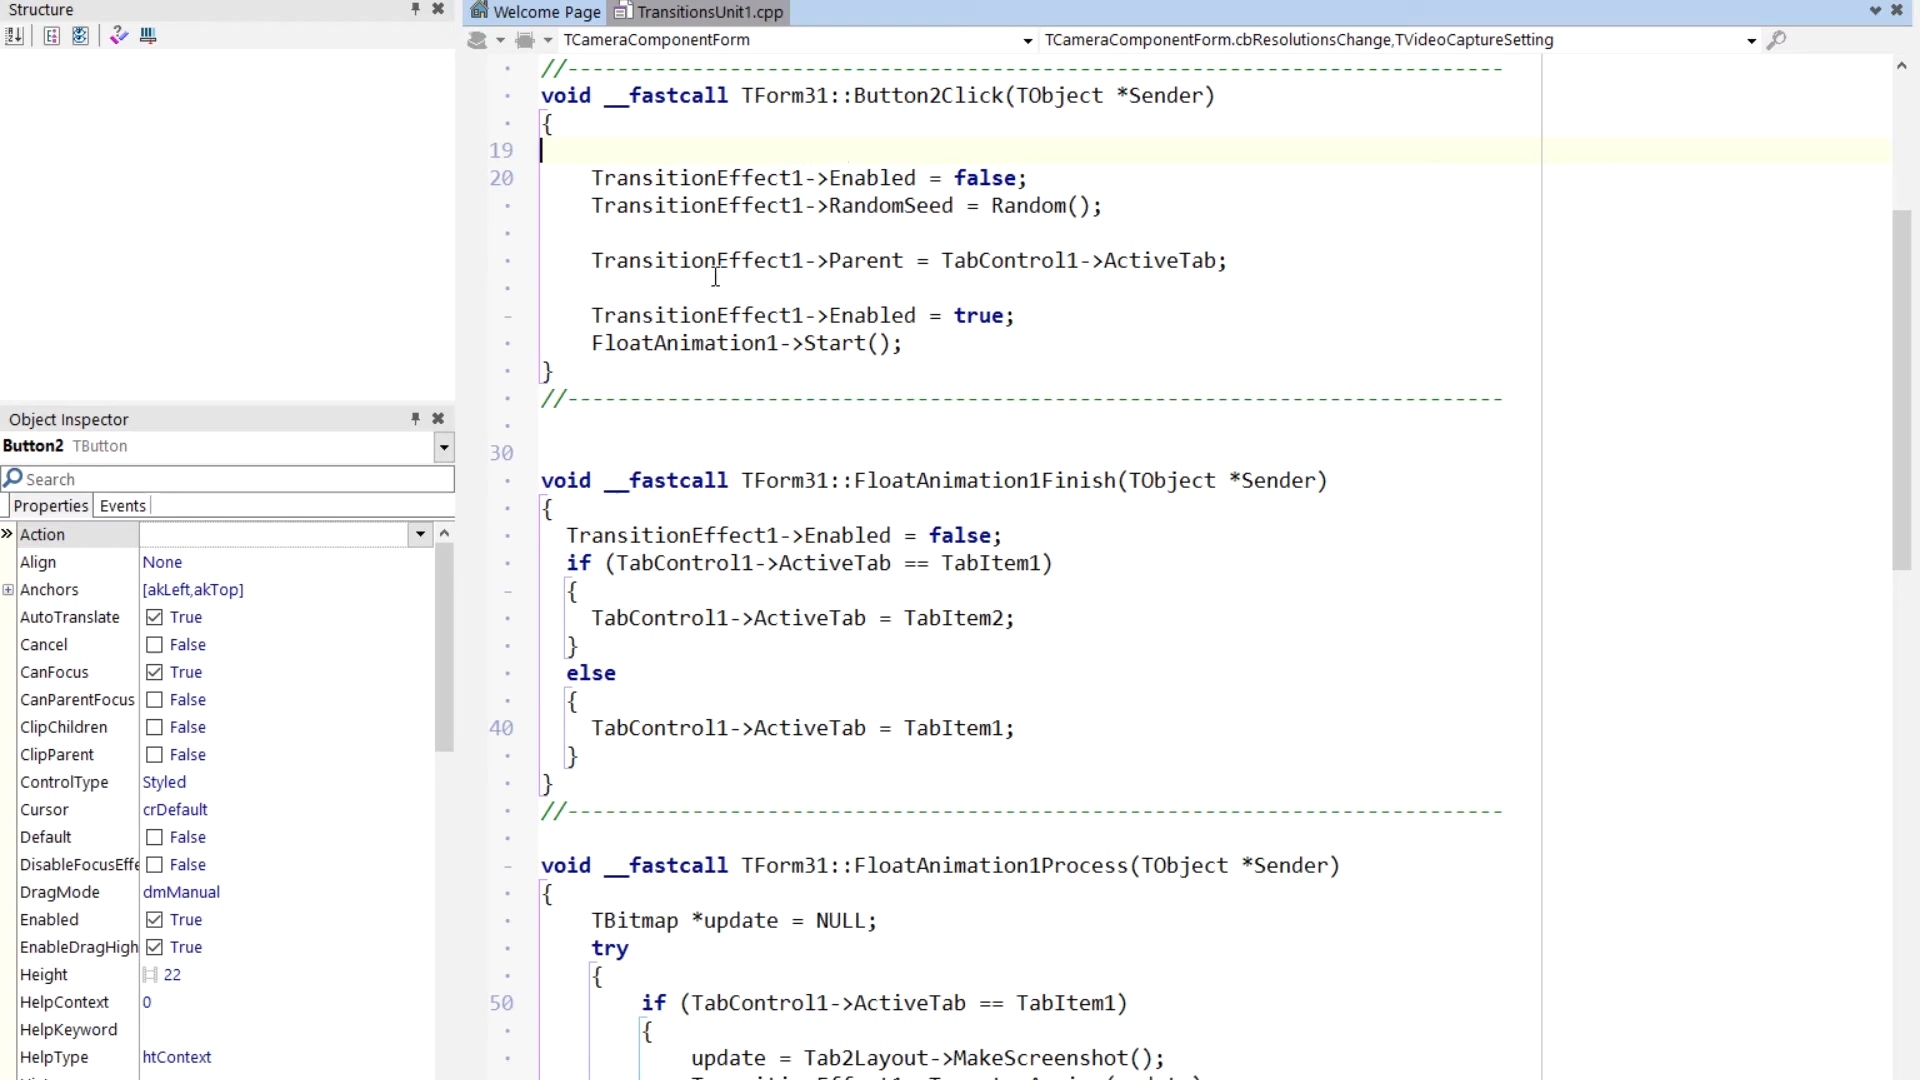 Structure
Welcome Page
TransitionsUnit1.cpp
TCameraComponentForm
TCameraComponentForm.cbResolutionsChange,TVideoCaptureSetting
//---------------------------------------------------------------------------
void __fastcall TForm31::Button2Click(TObject *Sender)
{
19
20 TransitionEffect1->Enabled = false;
TransitionEffect1->RandomSeed = Random();
TransitionEffect1->Parent = TabControl1->ActiveTab;
TransitionEffect1->Enabled = true;
FloatAnimation1->Start();
}
//---------------------------------------------------------------------------
30
void __fastcall TForm31::FloatAnimation1Finish(TObject *Sender)
{
TransitionEffect1->Enabled = false;
if (TabControl1->ActiveTab == TabItem1)
{
TabControl1->ActiveTab = TabItem2;
}
else
{
40 TabControl1->ActiveTab = TabItem1;
}
}
//---------------------------------------------------------------------------
void __fastcall TForm31::FloatAnimation1Process(TObject *Sender)
{
TBitmap *update = NULL;
try
{
50 if (TabControl1->ActiveTab == TabItem1)
{
update = Tab2Layout->MakeScreenshot();
Object Inspector
Button2 TButton
Search
Properties Events
Action
Align None
Anchors [akLeft,akTop]
AutoTranslate True
Cancel False
CanFocus True
CanParentFocus False
ClipChildren False
ClipParent False
ControlType Styled
Cursor crDefault
Default False
DisableFocusEffe False
DragMode dmManual
Enabled True
EnableDragHigh True
Height 22
HelpContext 0
HelpKeyword
HelpType htContext